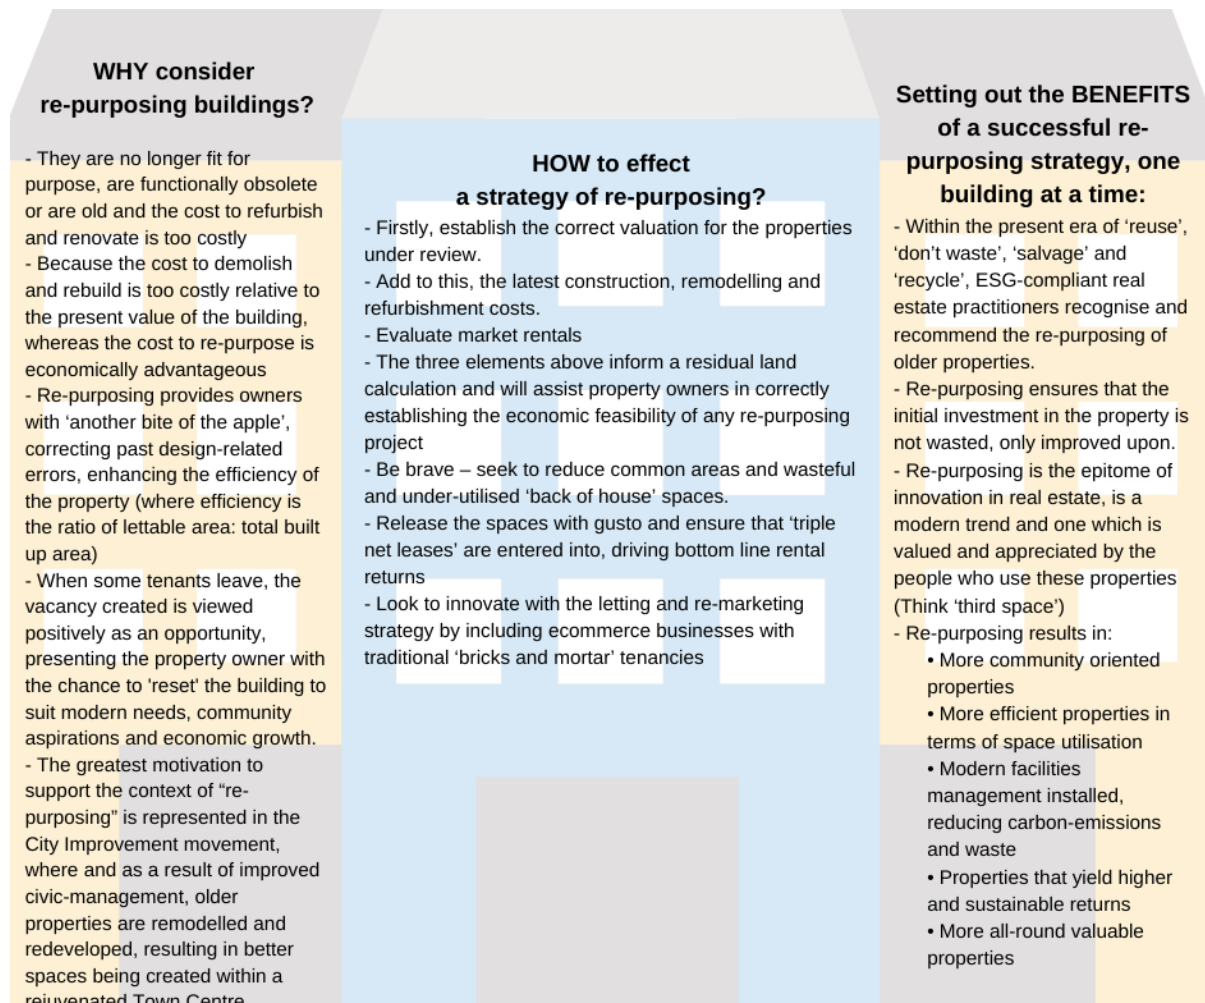 WHY consider
re-purposing buildings?
- They are no longer fit for
purpose, are functionally obsolete
or are old and the cost to refurbish
and renovate is too costly
- Because the cost to demolish
and rebuild is too costly relative to
the present value of the building,
whereas the cost to re-purpose is
economically advantageous
- Re-purposing provides owners
with ‘another bite of the apple’,
correcting past design-related
errors, enhancing the efficiency of
the property (where efficiency is
the ratio of lettable area: total built
up area)
- When some tenants leave, the
vacancy created is viewed
positively as an opportunity,
presenting the property owner with
the chance to 'reset' the building to
suit modern needs, community
aspirations and economic growth.
- The greatest motivation to
support the context of “re-
purposing” is represented in the
City Improvement movement,
where and as a result of improved
civic-management, older
properties are remodelled and
redeveloped, resulting in better
spaces being created within a
rejuvenated Town Centre
HOW to effect
a strategy of re-purposing?
- Firstly, establish the correct valuation for the properties
under review.
- Add to this, the latest construction, remodelling and
refurbishment costs.
- Evaluate market rentals
- The three elements above inform a residual land
calculation and will assist property owners in correctly
establishing the economic feasibility of any re-purposing
project
- Be brave – seek to reduce common areas and wasteful
and under-utilised ‘back of house’ spaces.
- Release the spaces with gusto and ensure that ‘triple
net leases’ are entered into, driving bottom line rental
returns
- Look to innovate with the letting and re-marketing
strategy by including ecommerce businesses with
traditional ‘bricks and mortar’ tenancies
Setting out the BENEFITS
of a successful re-
purposing strategy, one
building at a time:
- Within the present era of ‘reuse’,
‘don’t waste’, ‘salvage’ and
‘recycle’, ESG-compliant real
estate practitioners recognise and
recommend the re-purposing of
older properties.
- Re-purposing ensures that the
initial investment in the property is
not wasted, only improved upon.
- Re-purposing is the epitome of
innovation in real estate, is a
modern trend and one which is
valued and appreciated by the
people who use these properties
(Think ‘third space’)
- Re-purposing results in:
• More community oriented
properties
• More efficient properties in
terms of space utilisation
• Modern facilities
management installed,
reducing carbon-emissions
and waste
• Properties that yield higher
and sustainable returns
• More all-round valuable
properties